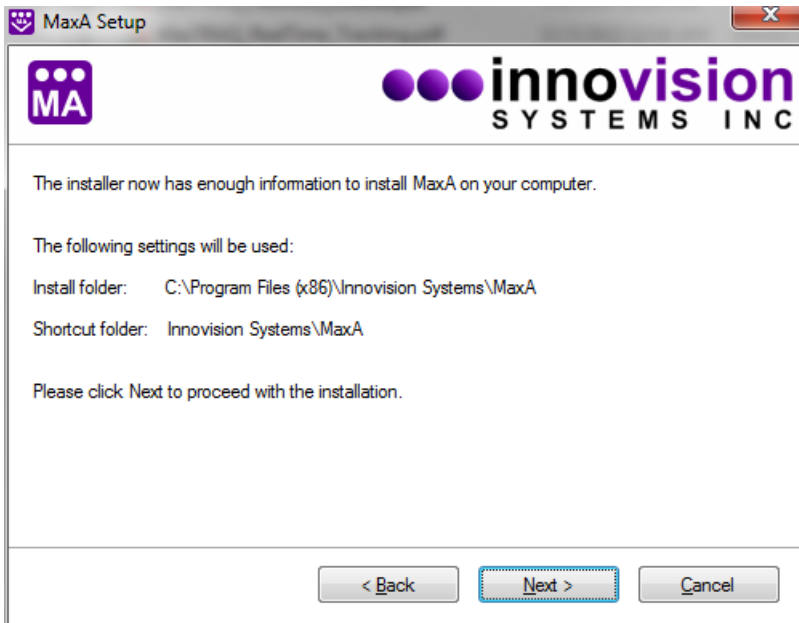 MaxA Setup
MA
innovision
SYSTEMS INC
The installer now has enough information to install MaxA on your computer.
The following settings will be used:
Install folder: C:\Program Files (x86)\Innovision Systems\MaxA
Shortcut folder: Innovision Systems\MaxA
Please click Next to proceed with the installation.
< Back Next > Cancel